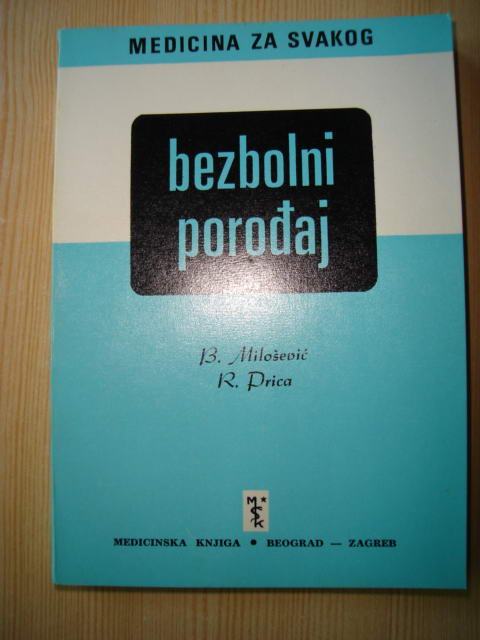 MEDICINA ZA SVAKOG
bezbolni
porođaj
B. Milošević
R. Prica
M ★
S
K
MEDICINSKA KNJIGA • BEOGRAD — ZAGREB